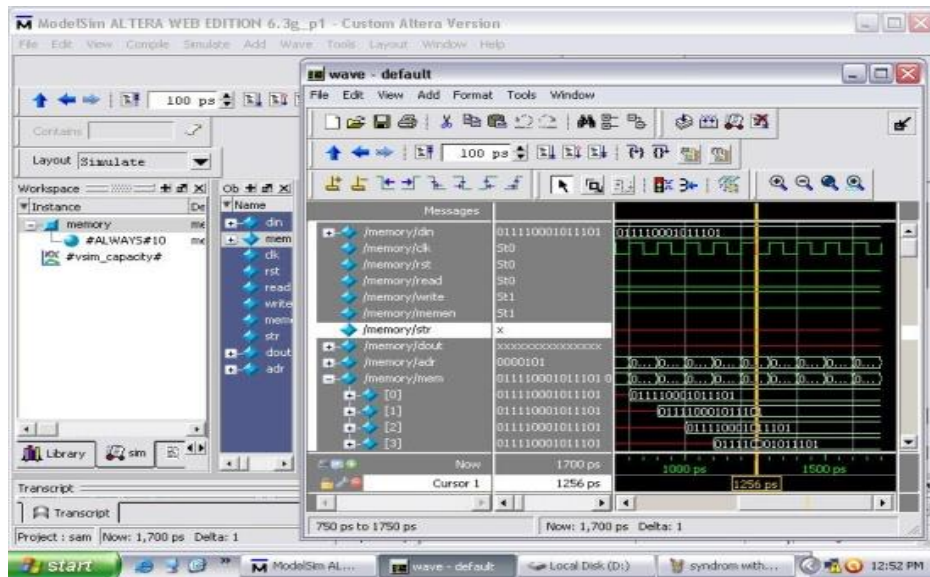 ModelSim ALTERA WEB EDITION 6.3g_p1 - Custom Altera Version
File Edit View Compile Simulate Add Wave Tools Layout Window Help
100 ps
Contains
Layout Simulate
Workspace
Instance De
memory me
#ALWAYS#10 me
#vsim_capacity#
Library sim
Ob
Name
din
mem
clk
rst
read
write
meme
str
dout
adr
wave - default
File Edit View Add Format Tools Window
100 ps
Messages
/memory/din 011110001011101 011110001011101
/memory/clk St0
/memory/rst St0
/memory/read St0
/memory/write St1
/memory/memen St1
/memory/str x
/memory/dout xxxxxxxxxxxxxxx
/memory/adr 0000101
/memory/mem 011110001011101 0
[0] 011110001011101 011110001011101
[1] 011110001011101
[2] 011110001011101
[3] 011110001011101 011110001011101
Now 1700 ps 1000 ps 1500 ps
Cursor 1 1256 ps 1256 ps
750 ps to 1750 ps Now: 1,700 ps Delta: 1
Transcript
Transcript
Project : sam Now: 1,700 ps Delta: 1
start ModelSim AL... wave - default Local Disk (D:) syndrom with... 12:52 PM